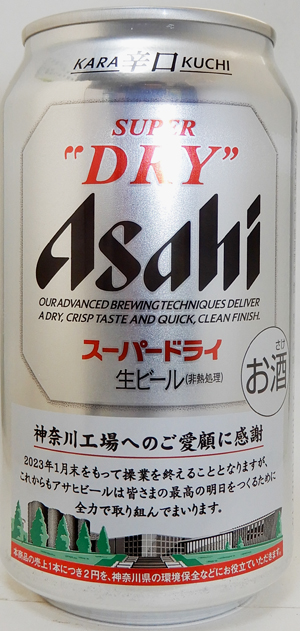 KARA 辛口 KUCHI
SUPER
"DRY"
Asahi
OUR ADVANCED BREWING TECHNIQUES DELIVER
A DRY, CRISP TASTE AND QUICK, CLEAN FINISH.
スーパードライ
生ビール(非熱処理)
さけ
お酒
神奈川工場へのご愛顧に感謝
2023年1月末をもって操業を終えることとなりますが、
これからもアサヒビールは皆さまの最高の明日をつくるために
全力で取り組んでまいります。
本商品の売上1本につき2円を、神奈川県の環境保全などにお役立ていただきます。